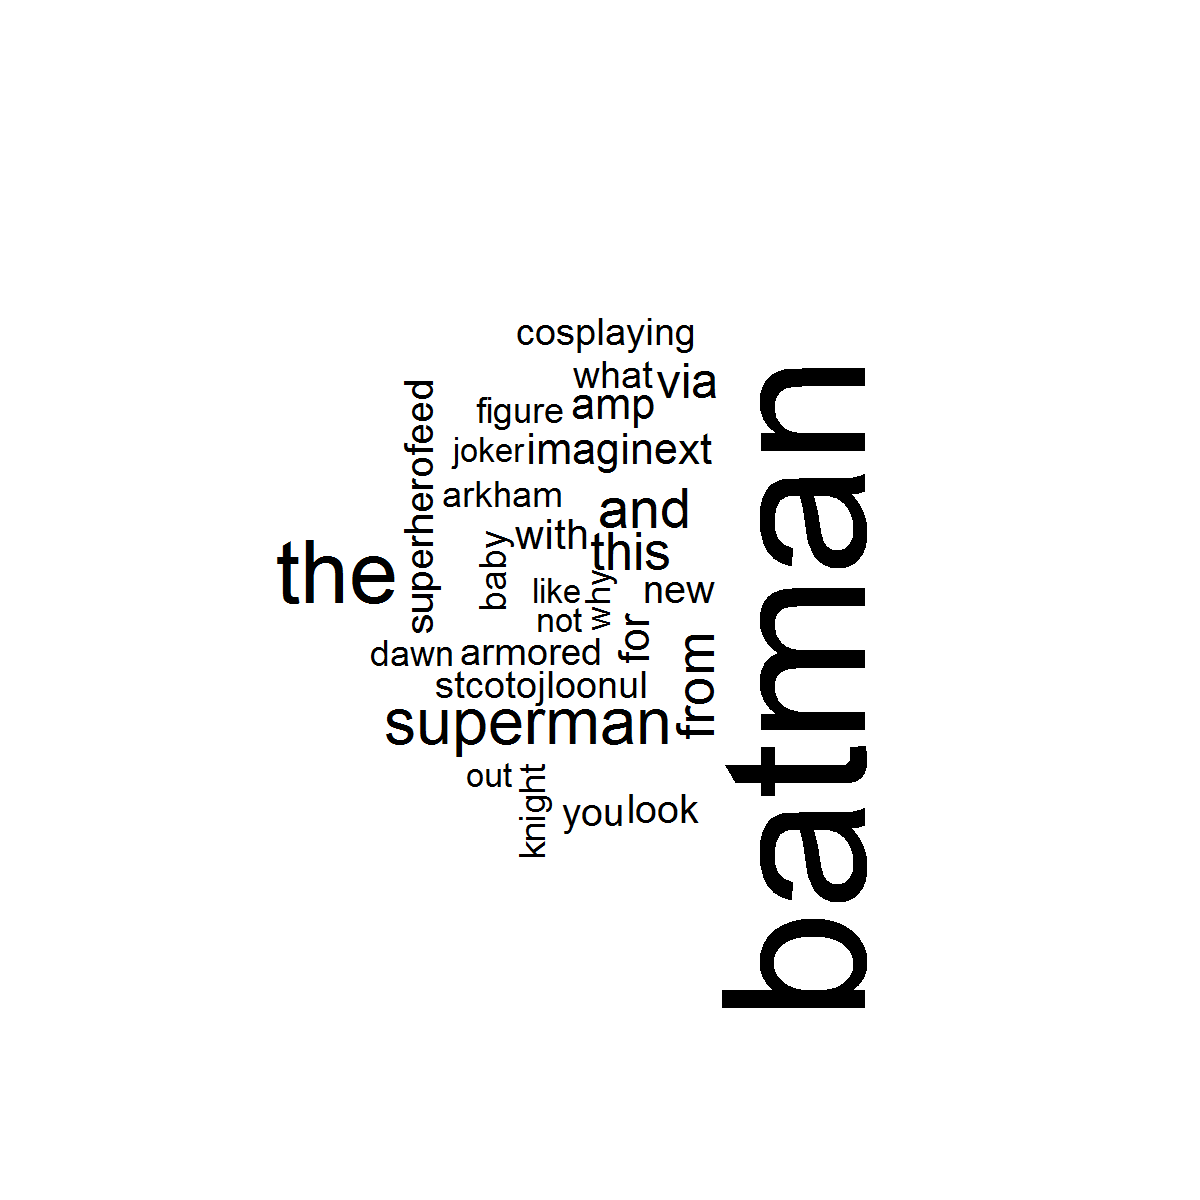 cosplaying
what via
figure amp
superherofeed
joker imaginext
arkham and
the baby with this
like why new
not for
dawn armored from
stcotojloonul
superman
out knight you look
batman